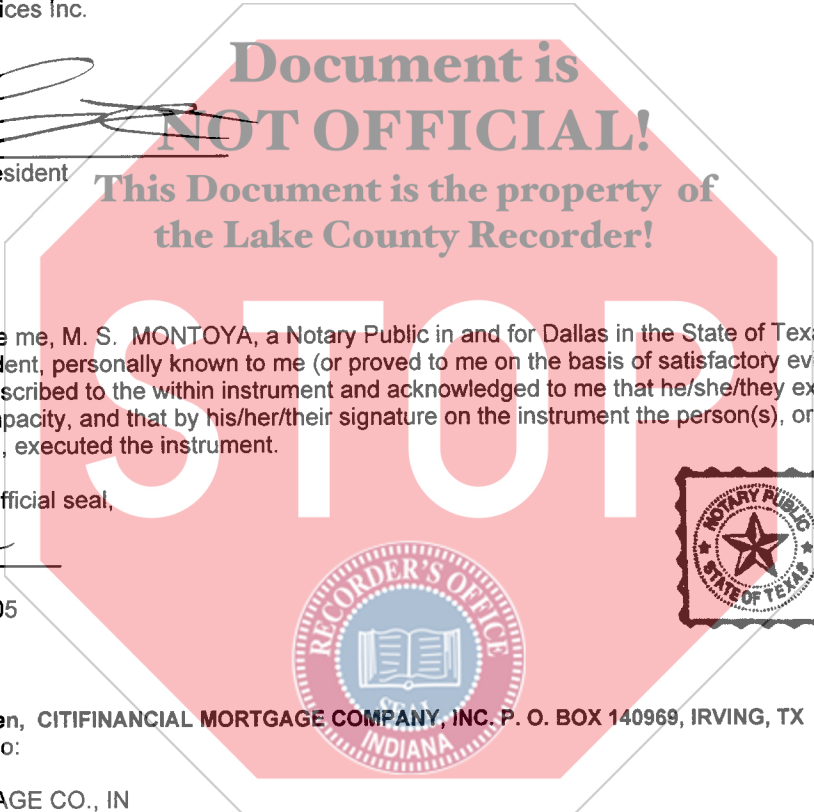 ices Inc.
Document is
NOT OFFICIAL!
esident
This Document is the property of
the Lake County Recorder!
STOP
e me, M. S. MONTOYA, a Notary Public in and for Dallas in the State of Texa
dent, personally known to me (or proved to me on the basis of satisfactory evi
scribed to the within instrument and acknowledged to me that he/she/they ex
pacity, and that by his/her/their signature on the instrument the person(s), or
, executed the instrument.
fficial seal,
NOTARY PUBLIC
STATE OF TEXAS
05
RECORDER'S OFFICE
SEAL
INDIANA
en, CITIFINANCIAL MORTGAGE COMPANY, INC. P. O. BOX 140969, IRVING, TX
o:
AGE CO., IN